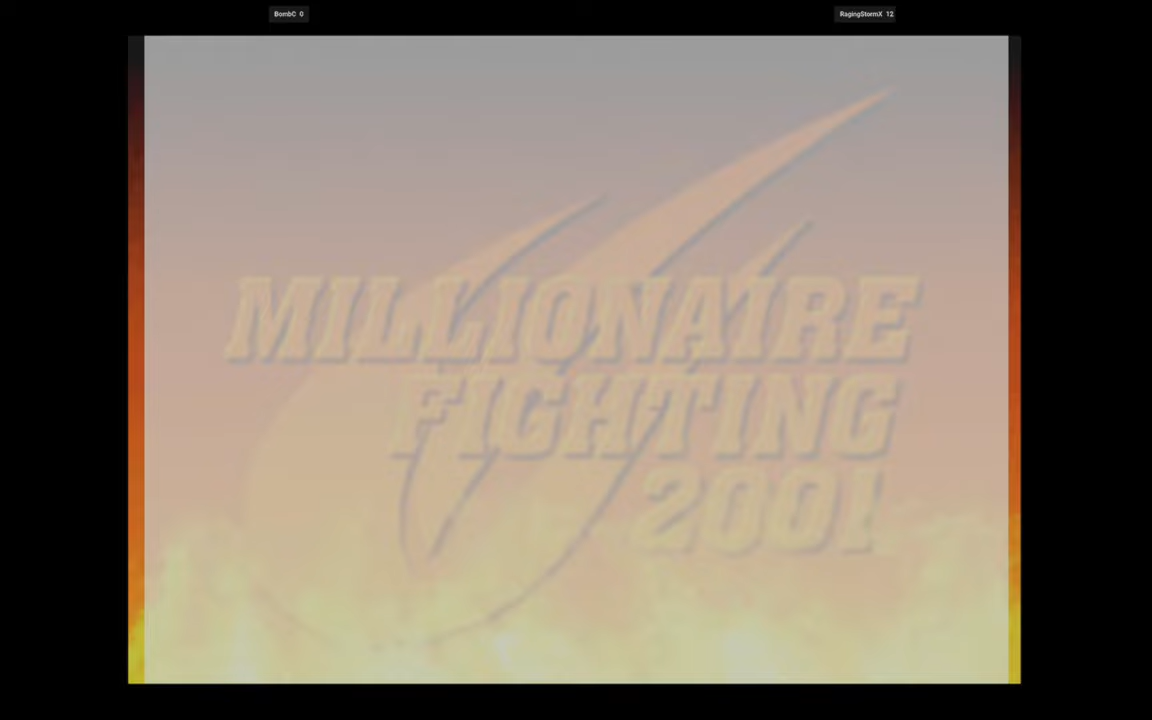 BombC 0
RagingStormX 12
MILLIONAIRE
FIGHTING
2001